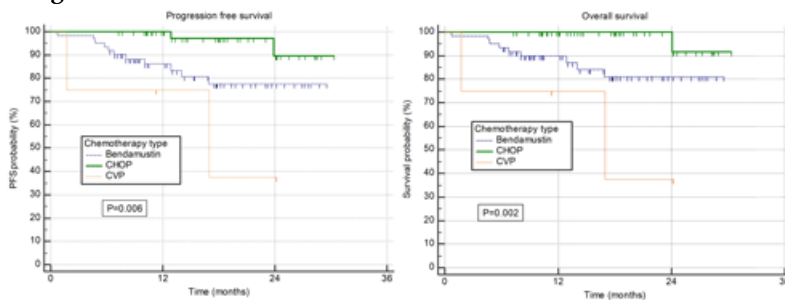 Progression free survival
100
90
80
70
60
50
40
30
20
10
0
PFS probability (%)
Chemotherapy type
Bendamustin
CHOP
CVP
P=0.006
0 12 24 36
Time (months)
Overall survival
100
90
80
70
60
50
40
30
20
10
0
Survival probability (%)
Chemotherapy type
Bendamustin
CHOP
CVP
P=0.002
0 12 24 36
Time (months)